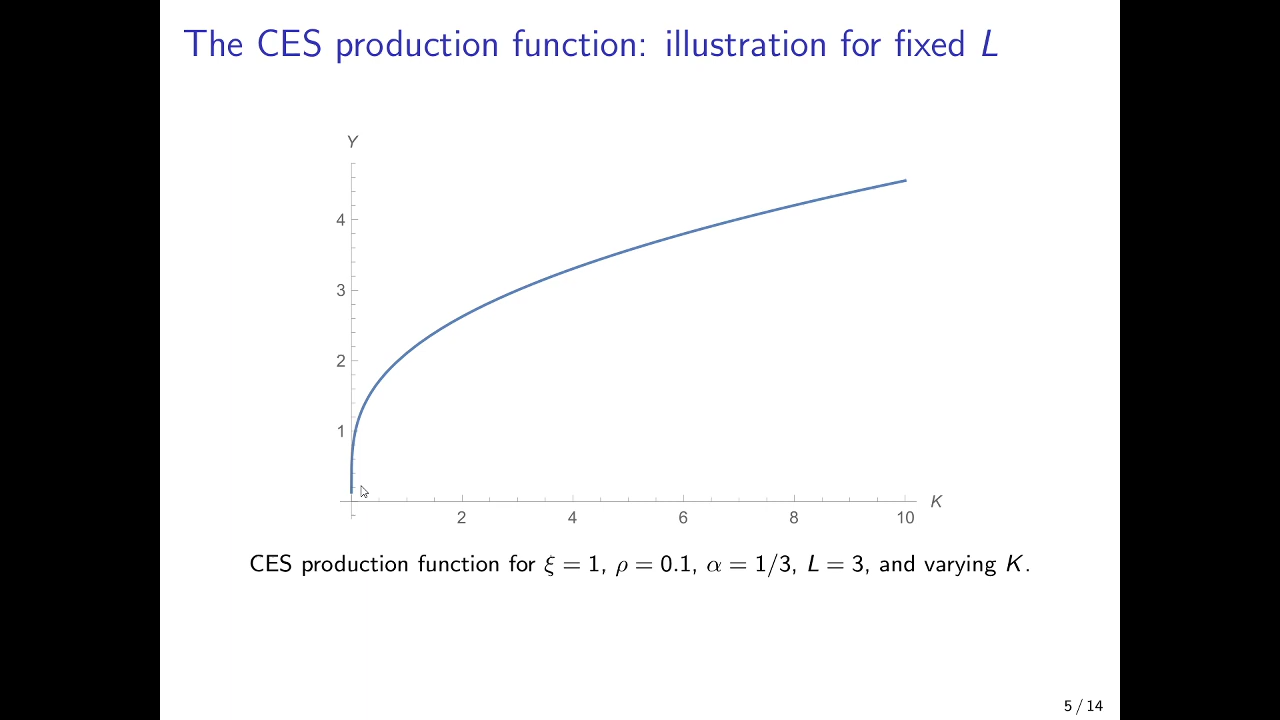 The CES production function: illustration for fixed L
Y
4
3
2
1
2 4 6 8 10 K
CES production function for ξ = 1, ρ = 0.1, α = 1/3, L = 3, and varying K.
5 / 14